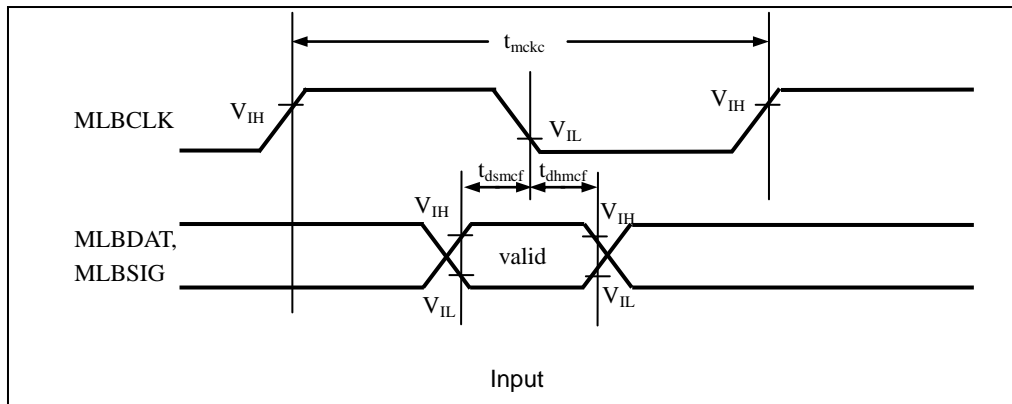 tmckc
VIH
VIH
MLBCLK
VIL
tdsmcf
tdhmcf
VIH
VIH
MLBDAT,
MLBSIG
valid
VIL
VIL
Input